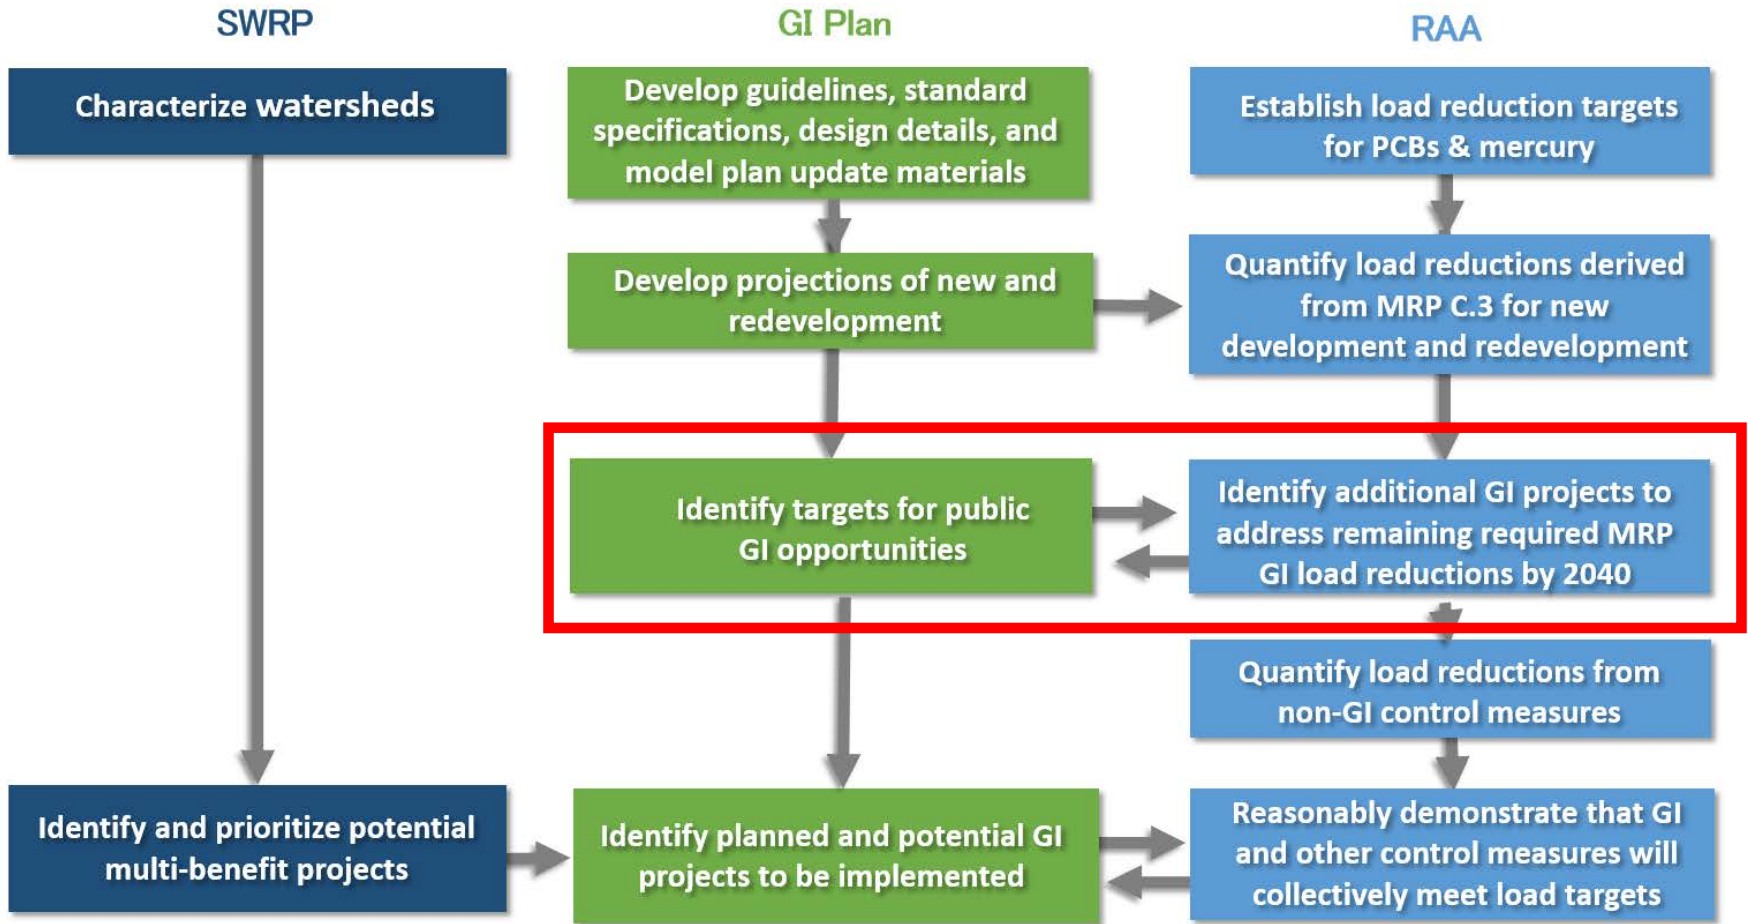 SWRP
GI Plan
RAA
Characterize watersheds
Develop guidelines, standard
specifications, design details, and
model plan update materials
Establish load reduction targets
for PCBs & mercury
Develop projections of new and
redevelopment
Quantify load reductions derived
from MRP C.3 for new
development and redevelopment
Identify targets for public
GI opportunities
Identify additional GI projects to
address remaining required MRP
GI load reductions by 2040
Quantify load reductions from
non-GI control measures
Identify and prioritize potential
multi-benefit projects
Identify planned and potential GI
projects to be implemented
Reasonably demonstrate that GI
and other control measures will
collectively meet load targets